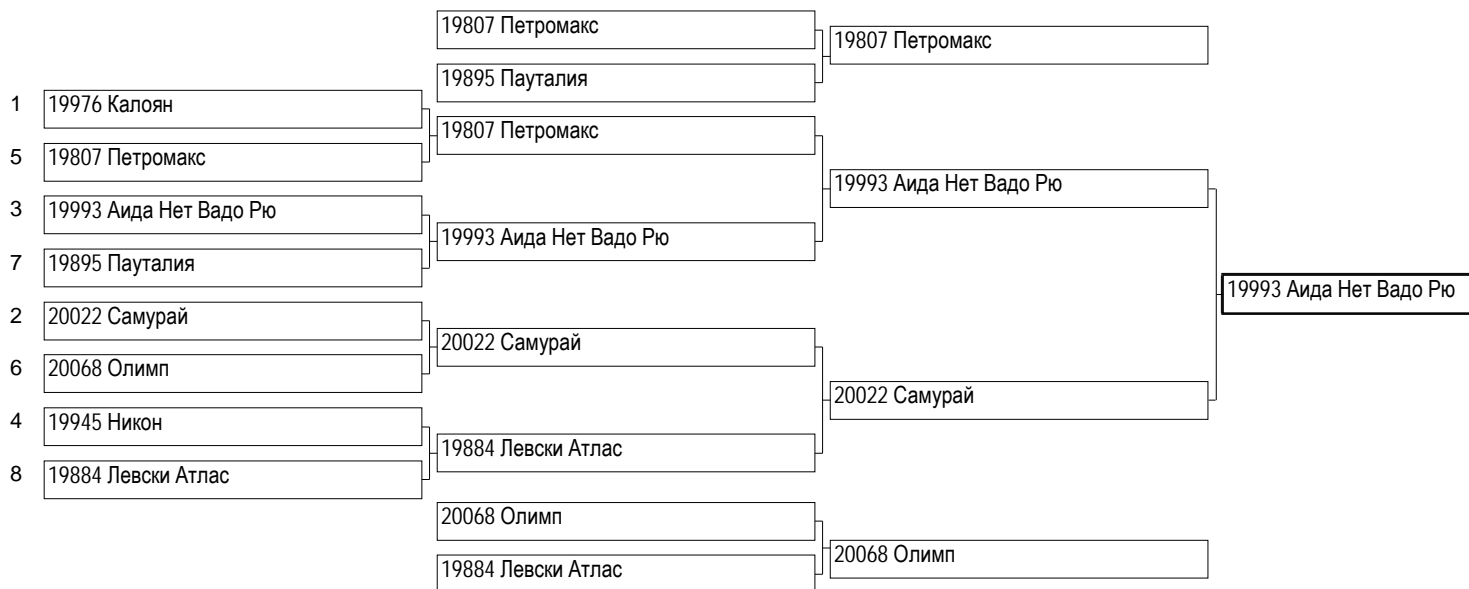 19807 Петромакс
19807 Петромакс
19895 Пауталия
1 19976 Калоян
19807 Петромакс
5 19807 Петромакс
19993 Аида Нет Вадо Рю
3 19993 Аида Нет Вадо Рю
19993 Аида Нет Вадо Рю
7 19895 Пауталия
19993 Аида Нет Вадо Рю
2 20022 Самурай
20022 Самурай
6 20068 Олимп
20022 Самурай
4 19945 Никон
19884 Левски Атлас
8 19884 Левски Атлас
20068 Олимп
20068 Олимп
19884 Левски Атлас